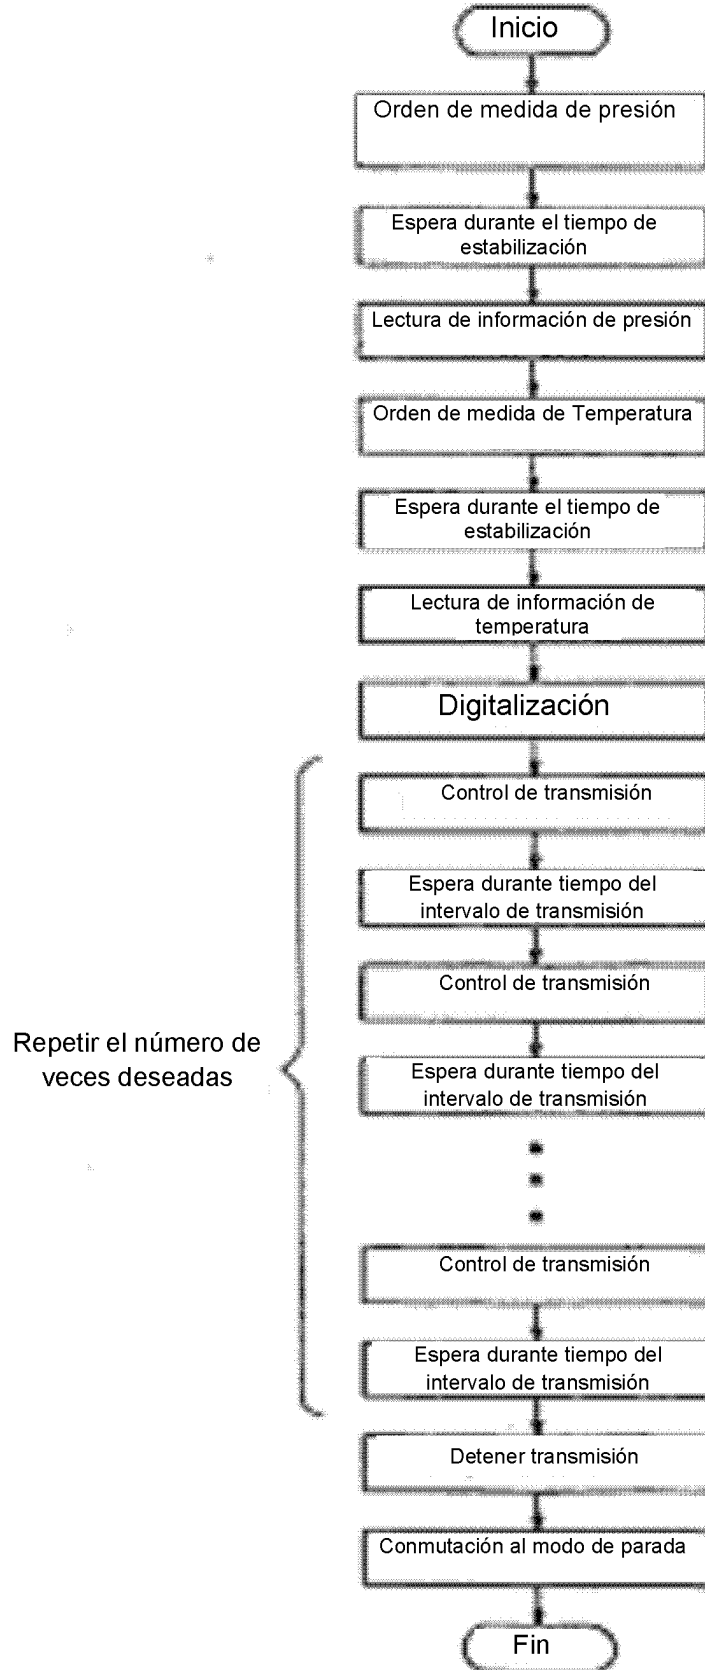 Inicio
Orden de medida de presión
Espera durante el tiempo de
estabilización
Lectura de información de presión
Orden de medida de Temperatura
Espera durante el tiempo de
estabilización
Lectura de información de
temperatura
Digitalización
Control de transmisión
Espera durante tiempo del
intervalo de transmisión
Control de transmisión
Repetir el número de
veces deseadas
Espera durante tiempo del
intervalo de transmisión
Control de transmisión
Espera durante tiempo del
intervalo de transmisión
Detener transmisión
Conmutación al modo de parada
Fin